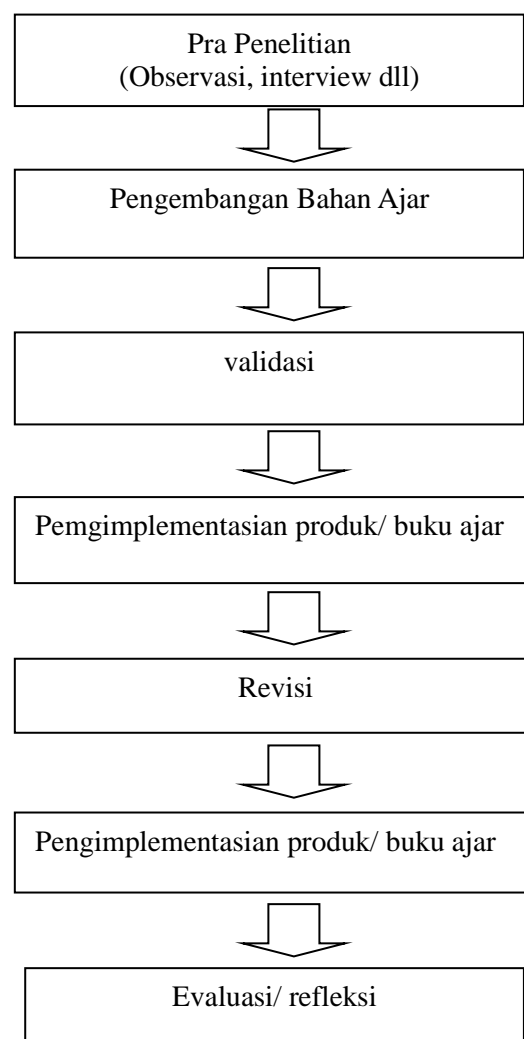 Pra Penelitian
(Observasi, interview dll)
Pengembangan Bahan Ajar
validasi
Pemgimplementasian produk/ buku ajar
Revisi
Pengimplementasian produk/ buku ajar
Evaluasi/ refleksi